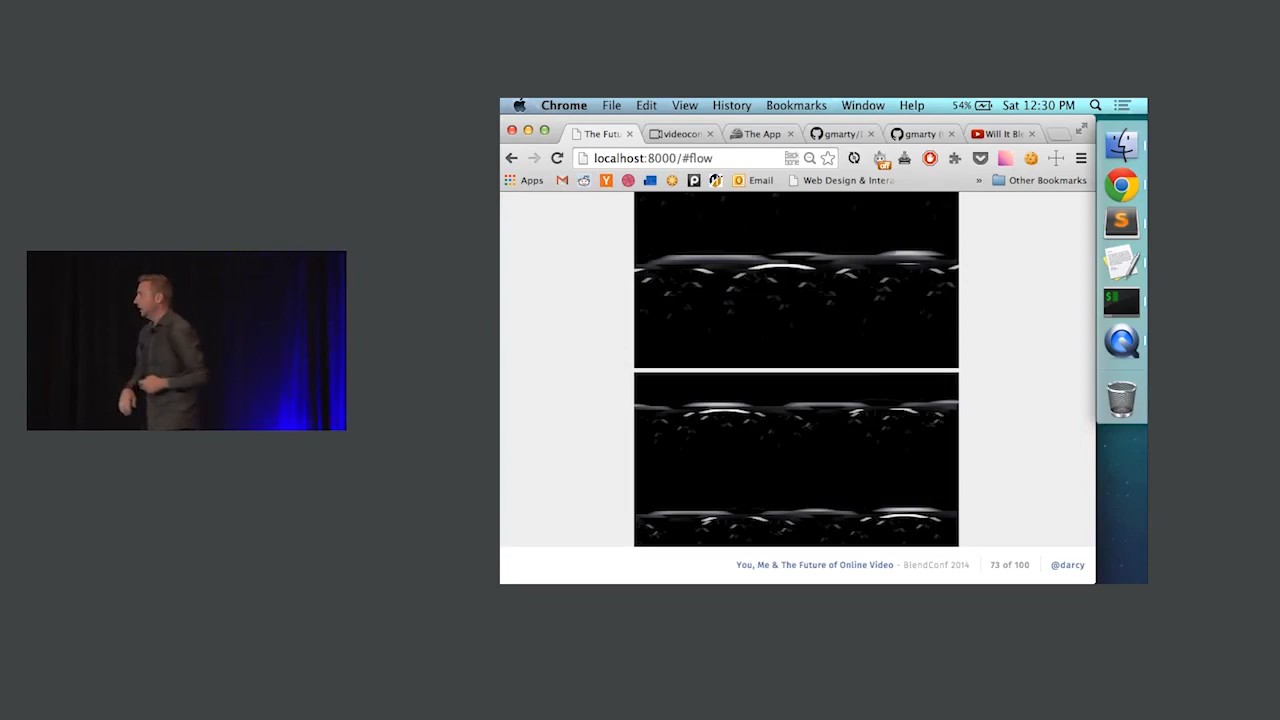 Chrome File Edit View History Bookmarks Window Help 54% Sat 12:30 PM
The Futu videocon The App gmarty/ gmarty Will It Ble
localhost:8000/#flow
Apps Email Web Design & Intera » Other Bookmarks
You, Me & The Future of Online Video - BlendConf 2014 73 of 100 @darcy